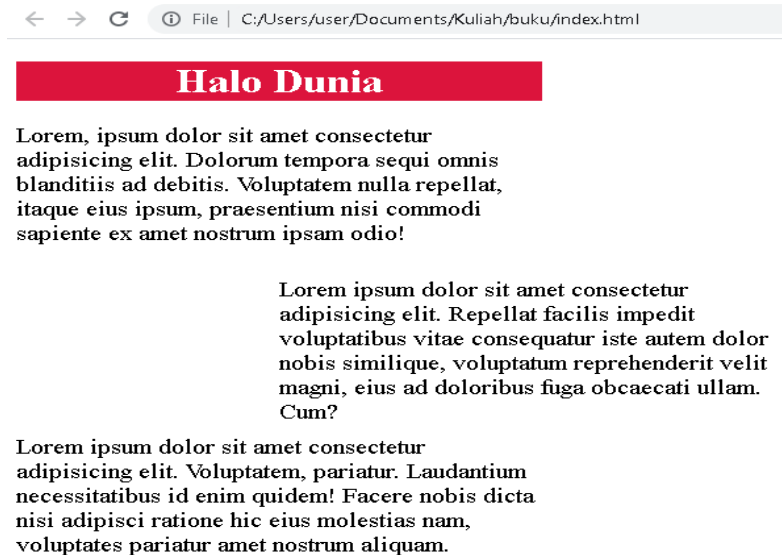 File | C:/Users/user/Documents/Kuliah/buku/index.html
Halo Dunia
Lorem, ipsum dolor sit amet consectetur
adipisicing elit. Dolorum tempora sequi omnis
blanditiis ad debitis. Voluptatem nulla repellat,
itaque eius ipsum, praesentium nisi commodi
sapiente ex amet nostrum ipsam odio!
Lorem ipsum dolor sit amet consectetur
adipisicing elit. Repellat facilis impedit
voluptatibus vitae consequatur iste autem dolor
nobis similique, voluptatum reprehenderit velit
magni, eius ad doloribus fuga obcaecati ullam.
Cum?
Lorem ipsum dolor sit amet consectetur
adipisicing elit. Voluptatem, pariatur. Laudantium
necessitatibus id enim quidem! Facere nobis dicta
nisi adipisci ratione hic eius molestias nam,
voluptates pariatur amet nostrum aliquam.